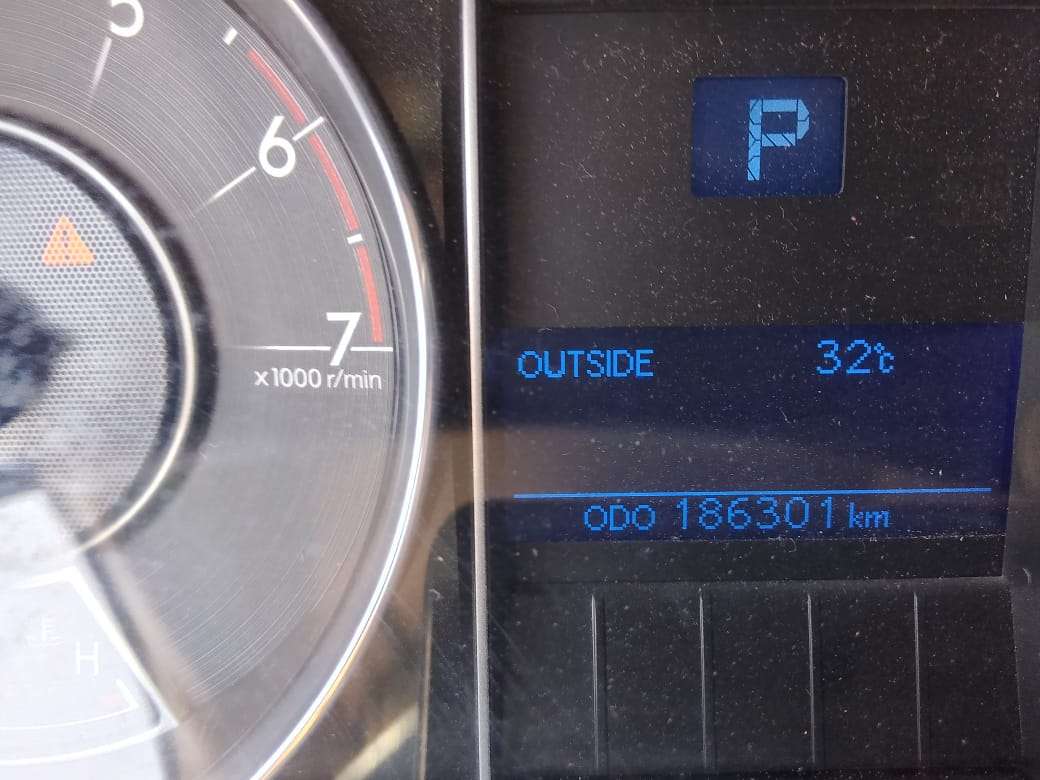 5
6
7
x1000 r/min
H
P
OUTSIDE 32℃
ODO 186301 km